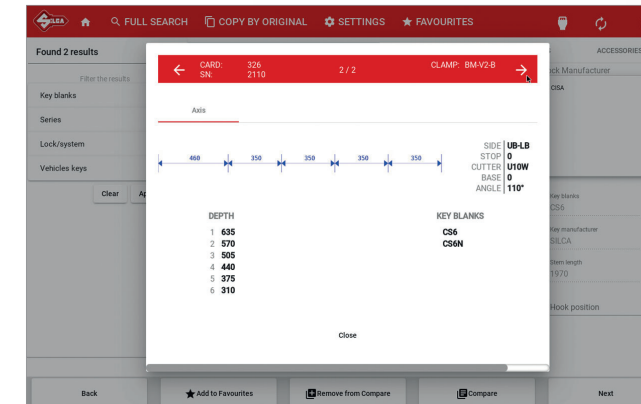 SILCA
FULL SEARCH COPY BY ORIGINAL SETTINGS FAVOURITES
Found 2 results
ACCESSORIES
Filter the results
Key blanks
Series
Lock/system
Vehicles keys
Clear
CARD: 326
SN: 2110
2 / 2
CLAMP: BM-V2-B
Axis
460 350 350 350 350
SIDE UB-LB
STOP 0
CUTTER U10W
BASE 0
ANGLE 110°
DEPTH
1 635
2 570
3 505
4 440
5 375
6 310
KEY BLANKS
CS6
CS6N
Close
Manufacturer
CISA
Key blanks
CS6
Key manufacturer
SILCA
Stem length
1970
Hook position
Back Add to Favourites Remove from Compare Compare Next